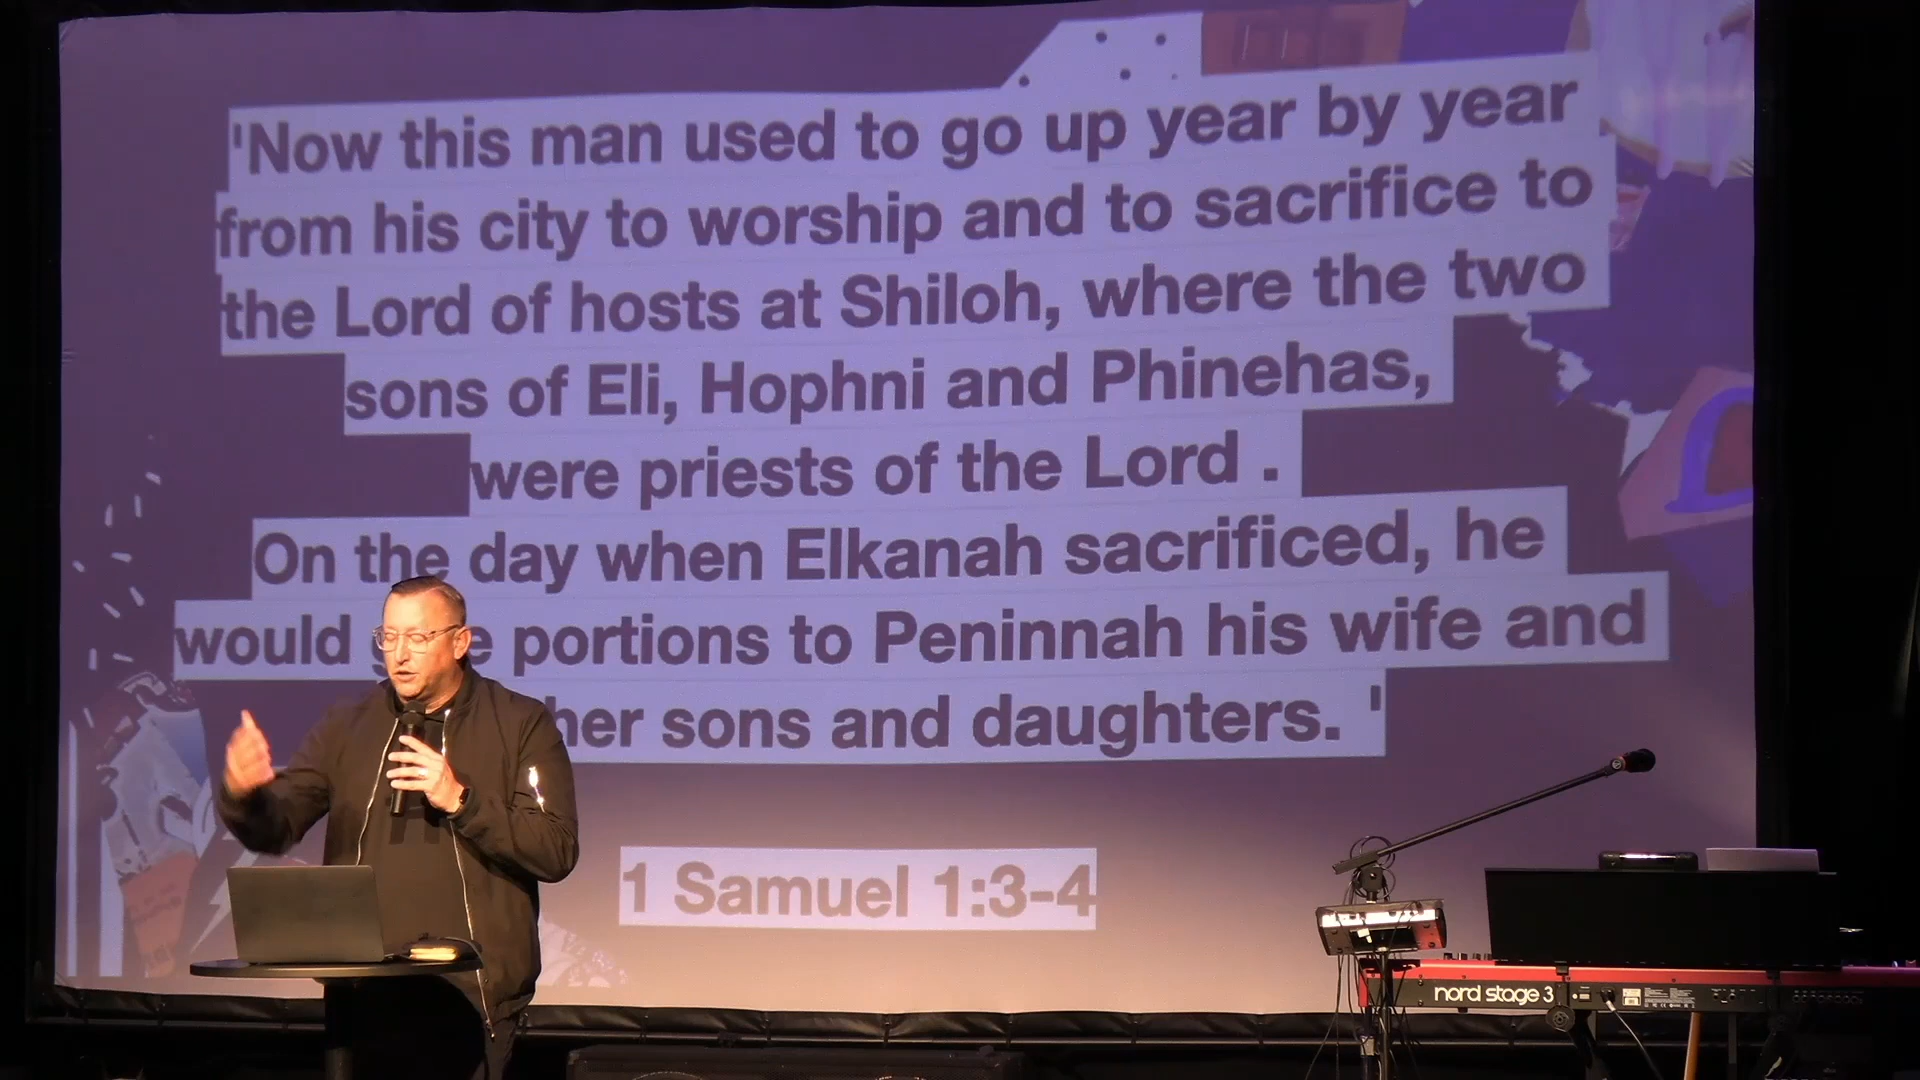 'Now this man used to go up year by year
from his city to worship and to sacrifice to
the Lord of hosts at Shiloh, where the two
sons of Eli, Hophni and Phinehas,
were priests of the Lord .
On the day when Elkanah sacrificed, he
would portions to Peninnah his wife and
her sons and daughters. '
1 Samuel 1:3-4
nord stage 3